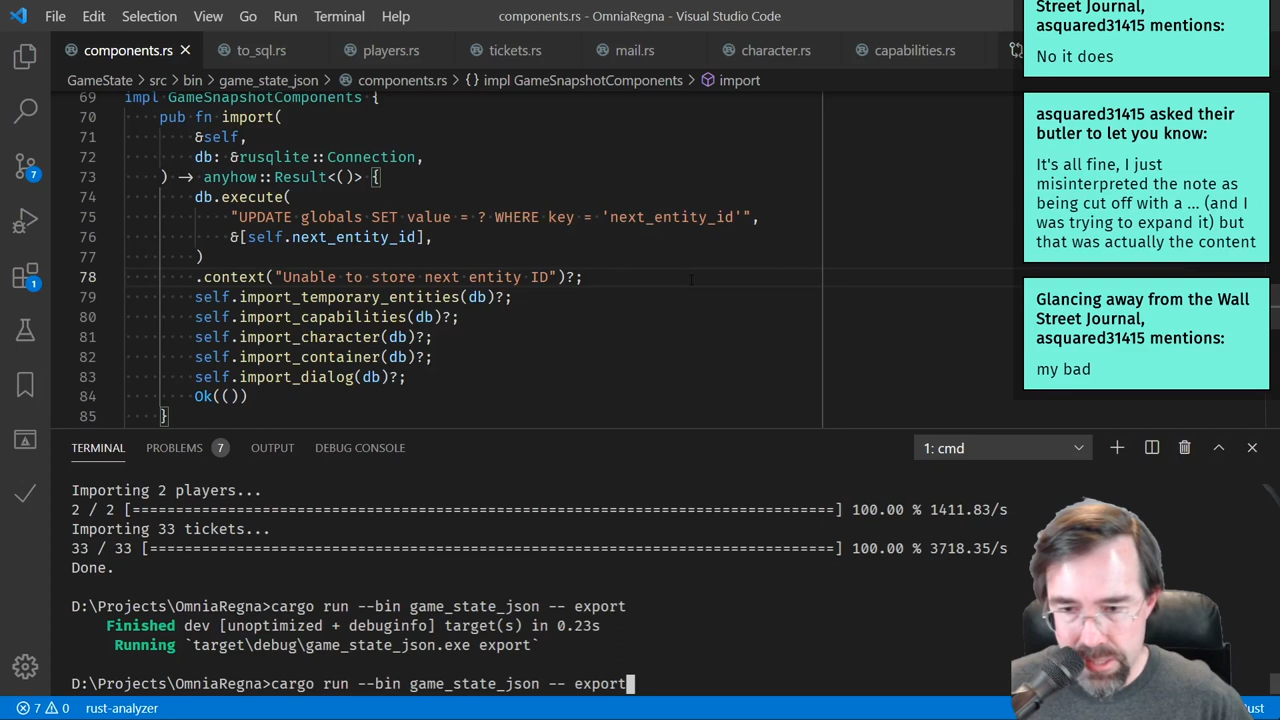 File Edit Selection View Go Run Terminal Help
components.rs - OmniaRegna - Visual Studio Code
components.rs to_sql.rs players.rs tickets.rs mail.rs character.rs capabilities.rs
GameState > src > bin > game_state_json > components.rs > {} impl GameSnapshotComponents > import
69 impl GameSnapshotComponents {
70 pub fn import(
71 &self,
72 db: &rusqlite::Connection,
73 ) → anyhow::Result<()> {
74 db.execute(
75 "UPDATE globals SET value = ? WHERE key = 'next_entity_id'",
76 &[self.next_entity_id],
77 )
78 .context("Unable to store next entity ID")?;
79 self.import_temporary_entities(db)?;
80 self.import_capabilities(db)?;
81 self.import_character(db)?;
82 self.import_container(db)?;
83 self.import_dialog(db)?;
84 Ok(())
85 }
Street Journal,
asquared31415 mentions:
No it does
asquared31415 asked their
butler to let you know:
It's all fine, I just
misinterpreted the note as
being cut off with a ... (and I
was trying to expand it) but
that was actually the content
Glancing away from the Wall
Street Journal,
asquared31415 mentions:
my bad
TERMINAL PROBLEMS 7 OUTPUT DEBUG CONSOLE
1: cmd
Importing 2 players...
2 / 2 [==============================================================================] 100.00 % 1411.83/s
Importing 33 tickets...
33 / 33 [============================================================================] 100.00 % 3718.35/s
Done.
D:\Projects\OmniaRegna>cargo run --bin game_state_json -- export
Finished dev [unoptimized + debuginfo] target(s) in 0.23s
Running `target\debug\game_state_json.exe export`
D:\Projects\OmniaRegna>cargo run --bin game_state_json -- export
7
1
7 0 rust-analyzer